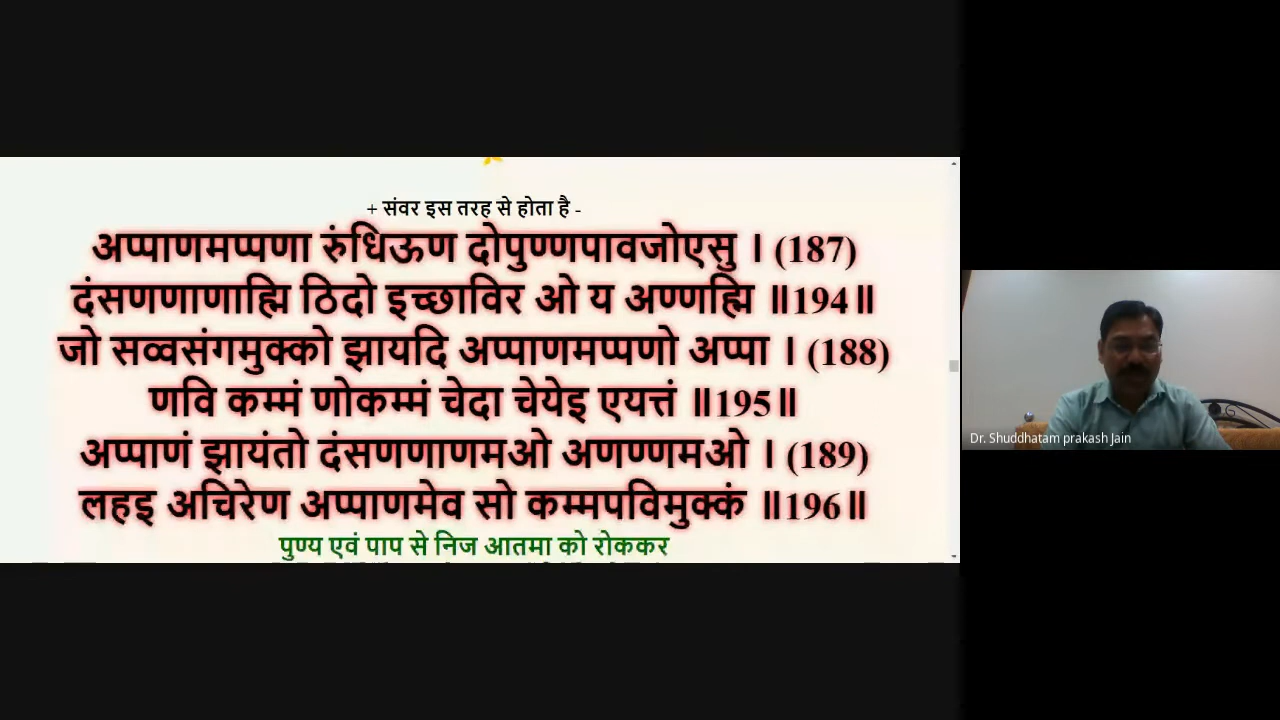 + संवर इस तरह से होता है -
अप्पाणमप्पणा रुंधिऊण दोपुण्णपावजोएसु । (187)
दंसणणाणाह्मि ठिदो इच्छाविर ओ य अण्णह्मि ॥194॥
जो सव्वसंगमुक्को झायदि अप्पाणमप्पणो अप्पा । (188)
णवि कम्मं णोकम्मं चेदा चेयेइ एयत्तं ॥195॥
अप्पाणं झायंतो दंसणणाणमओ अणण्णमओ । (189)
लहइ अचिरेण अप्पाणमेव सो कम्मपविमुक्कं ॥196॥
पुण्य एवं पाप से निज आतमा को रोककर
Dr. Shuddhatam prakash Jain